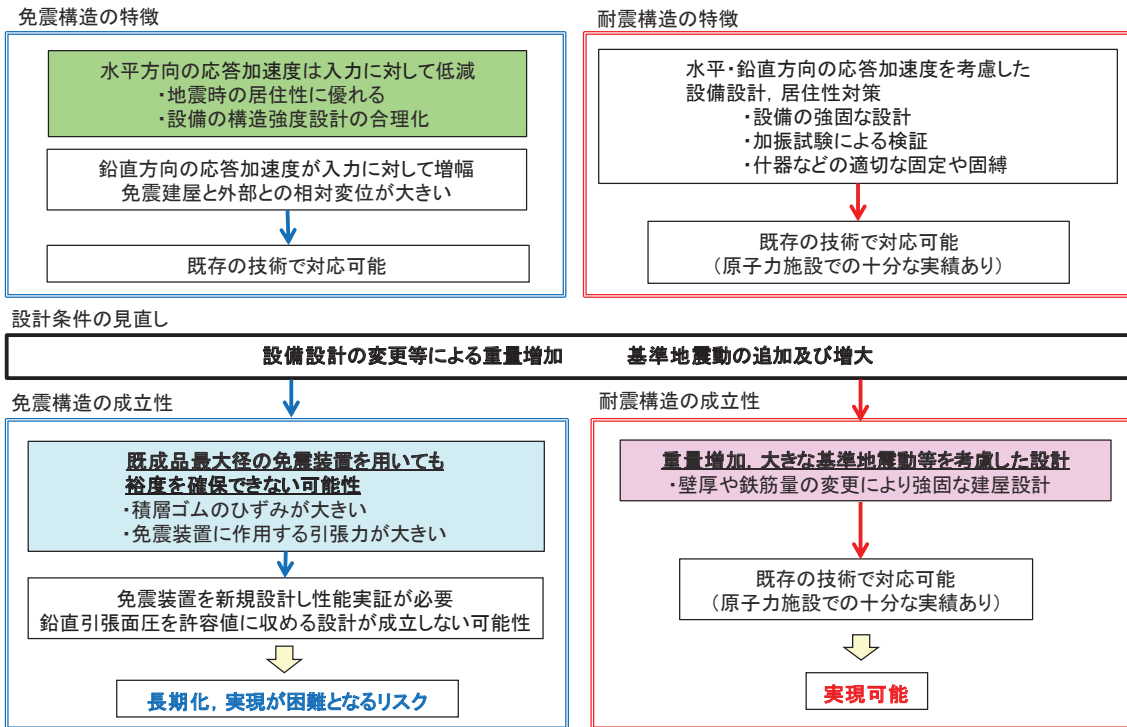 免震構造の特徴
水平方向の応答加速度は入力に対して低減
・地震時の居住性に優れる
・設備の構造強度設計の合理化
鉛直方向の応答加速度が入力に対して増幅
免震建屋と外部との相対変位が大きい
既存の技術で対応可能
耐震構造の特徴
水平・鉛直方向の応答加速度を考慮した
設備設計，居住性対策
・設備の強固な設計
・加振試験による検証
・什器などの適切な固定や固縛
既存の技術で対応可能
（原子力施設での十分な実績あり）
設計条件の見直し
設備設計の変更等による重量増加　　　基準地震動の追加及び増大
免震構造の成立性
既成品最大径の免震装置を用いても
裕度を確保できない可能性
・積層ゴムのひずみが大きい
・免震装置に作用する引張力が大きい
免震装置を新規設計し性能実証が必要
鉛直引張面圧を許容値に収める設計が成立しない可能性
長期化，実現が困難となるリスク
耐震構造の成立性
重量増加，大きな基準地震動等を考慮した設計
・壁厚や鉄筋量の変更により強固な建屋設計
既存の技術で対応可能
（原子力施設での十分な実績あり）
実現可能